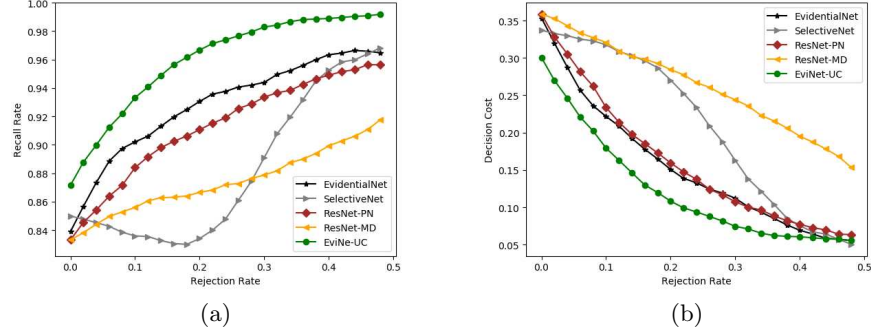 1.00
0.98
0.96
0.94
0.92
0.90
0.88
0.86
0.84
Recall Rate
0.0 0.1 0.2 0.3 0.4 0.5
Rejection Rate
EvidentialNet
SelectiveNet
ResNet-PN
ResNet-MD
EviNe-UC
(a)
0.35
0.30
0.25
0.20
0.15
0.10
0.05
Decision Cost
0.0 0.1 0.2 0.3 0.4 0.5
Rejection Rate
EvidentialNet
SelectiveNet
ResNet-PN
ResNet-MD
EviNet-UC
(b)